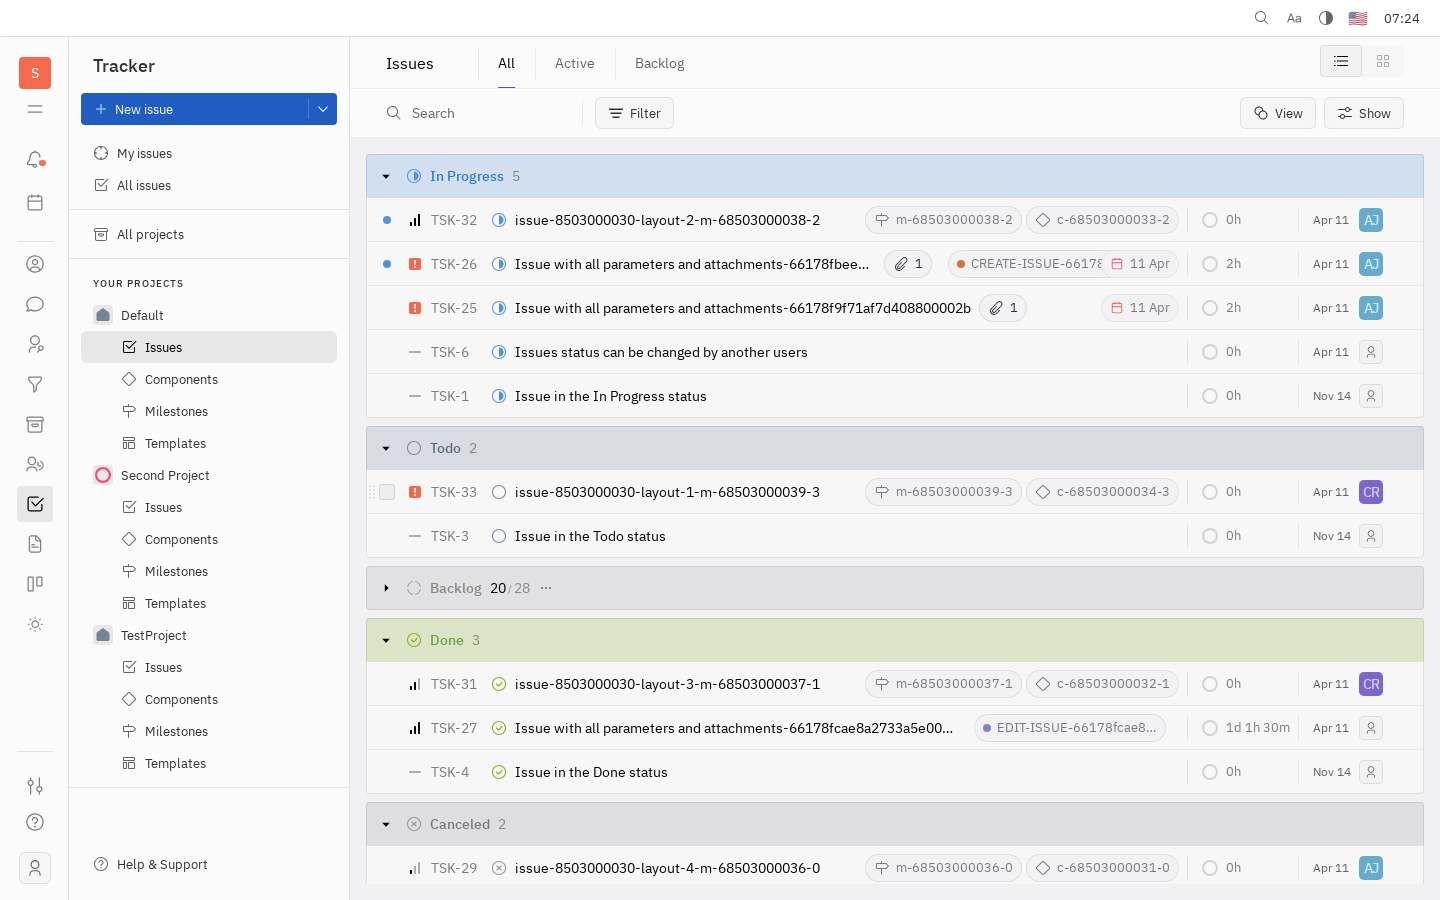 Aa
07:24
S
Tracker
New issue
My issues
All issues
All projects
YOUR PROJECTS
Default
Issues
Components
Milestones
Templates
Second Project
Issues
Components
Milestones
Templates
TestProject
Issues
Components
Milestones
Templates
Help & Support
Issues
All
Active
Backlog
Search
Filter
View
Show
In Progress 5
TSK-32 issue-8503000030-layout-2-m-68503000038-2 m-68503000038-2 c-68503000033-2 0h Apr 11 AJ
TSK-26 Issue with all parameters and attachments-66178fbee... 1 CREATE-ISSUE-66178 11 Apr 2h Apr 11 AJ
TSK-25 Issue with all parameters and attachments-66178f9f71af7d408800002b 1 11 Apr 2h Apr 11 AJ
TSK-6 Issues status can be changed by another users 0h Apr 11
TSK-1 Issue in the In Progress status 0h Nov 14
Todo 2
TSK-33 issue-8503000030-layout-1-m-68503000039-3 m-68503000039-3 c-68503000034-3 0h Apr 11 CR
TSK-3 Issue in the Todo status 0h Nov 14
Backlog 20/28 ...
Done 3
TSK-31 issue-8503000030-layout-3-m-68503000037-1 m-68503000037-1 c-68503000032-1 0h Apr 11 CR
TSK-27 Issue with all parameters and attachments-66178fcae8a2733a5e00... EDIT-ISSUE-66178fcae8... 1d 1h 30m Apr 11
TSK-4 Issue in the Done status 0h Nov 14
Canceled 2
TSK-29 issue-8503000030-layout-4-m-68503000036-0 m-68503000036-0 c-68503000031-0 0h Apr 11 AJ